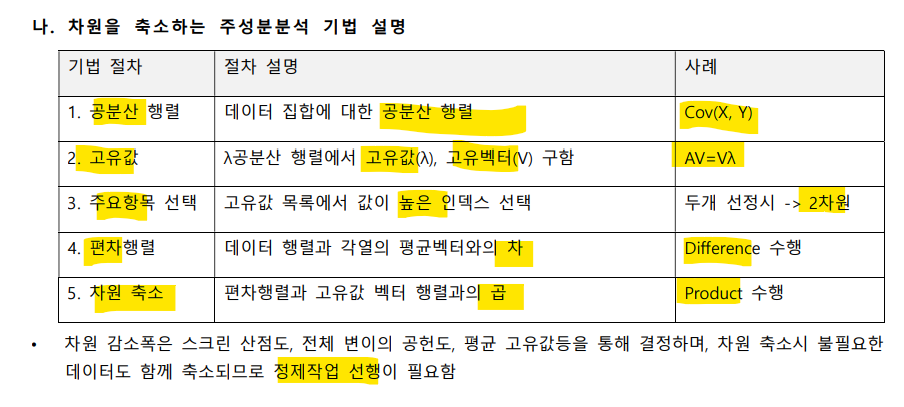 나. 차원을 축소하는 주성분분석 기법 설명
기법 절차 절차 설명 사례
1. 공분산 행렬 데이터 집합에 대한 공분산 행렬 Cov(X, Y)
2. 고유값 λ공분산 행렬에서 고유값(λ), 고유벡터(V) 구함 AV=Vλ
3. 주요항목 선택 고유값 목록에서 값이 높은 인덱스 선택 두개 선정시 -> 2차원
4. 편차행렬 데이터 행렬과 각열의 평균벡터와의 차 Difference 수행
5. 차원 축소 편차행렬과 고유값 벡터 행렬과의 곱 Product 수행
• 차원 감소폭은 스크린 산점도, 전체 변이의 공헌도, 평균 고유값등을 통해 결정하며, 차원 축소시 불필요한
데이터도 함께 축소되므로 정제작업 선행이 필요함